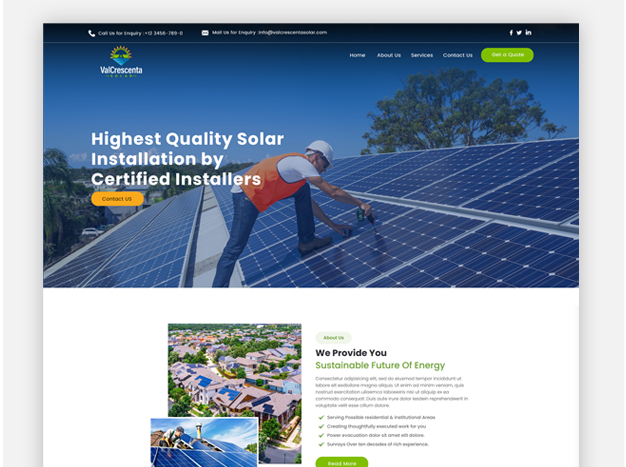 Call Us for Enquiry :+0 3456-789-0
Mail Us for Enquiry :info@valcrescentasolar.com
ValCrescenta
SOLAR
Home About Us Services Contact Us Get a Quote
Highest Quality Solar
Installation by
Certified Installers
Contact US
About Us
We Provide You
Sustainable Future Of Energy
Consectetur adipisicing elit, sed do eiusmod tempor incididunt ut
labore et exdolore magna aliqua. Ut enim ad minim veniam, quis
nostrud exercitation ullamco laboseeris nisi ut aliquip ex ea
commodo consequat. Duis aute irure dolor lesdein reprehenderit in
voluptate velit esse cillum dolore.
Serving Possible residential & institutional Areas
Creating thoughtfully executed work for you
Power evacuation dolor sit amet elit dolore.
Sunrays Over ten decades of rich experience.
Read More